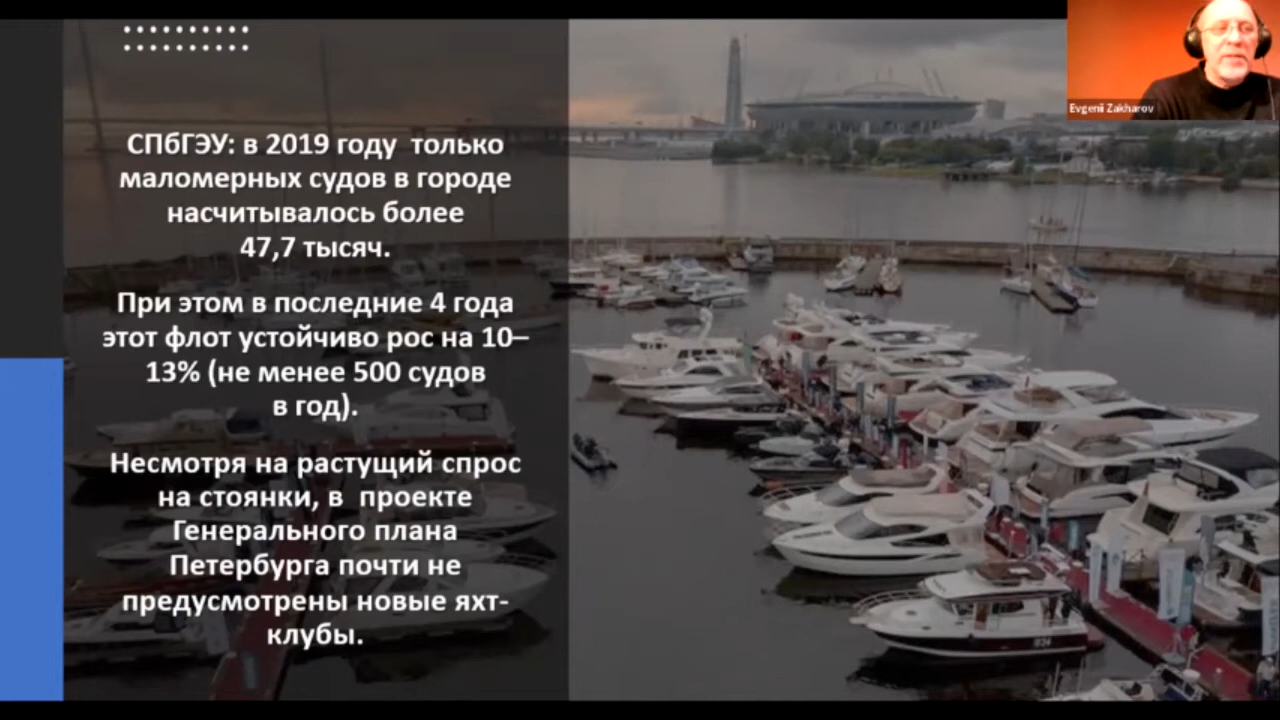 Evgenii Zakharov
СПбГЭУ: в 2019 году только
маломерных судов в городе
насчитывалось более
47,7 тысяч.
При этом в последние 4 года
этот флот устойчиво рос на 10–
13% (не менее 500 судов
в год).
Несмотря на растущий спрос
на стоянки, в проекте
Генерального плана
Петербурга почти не
предусмотрены новые яхт-
клубы.